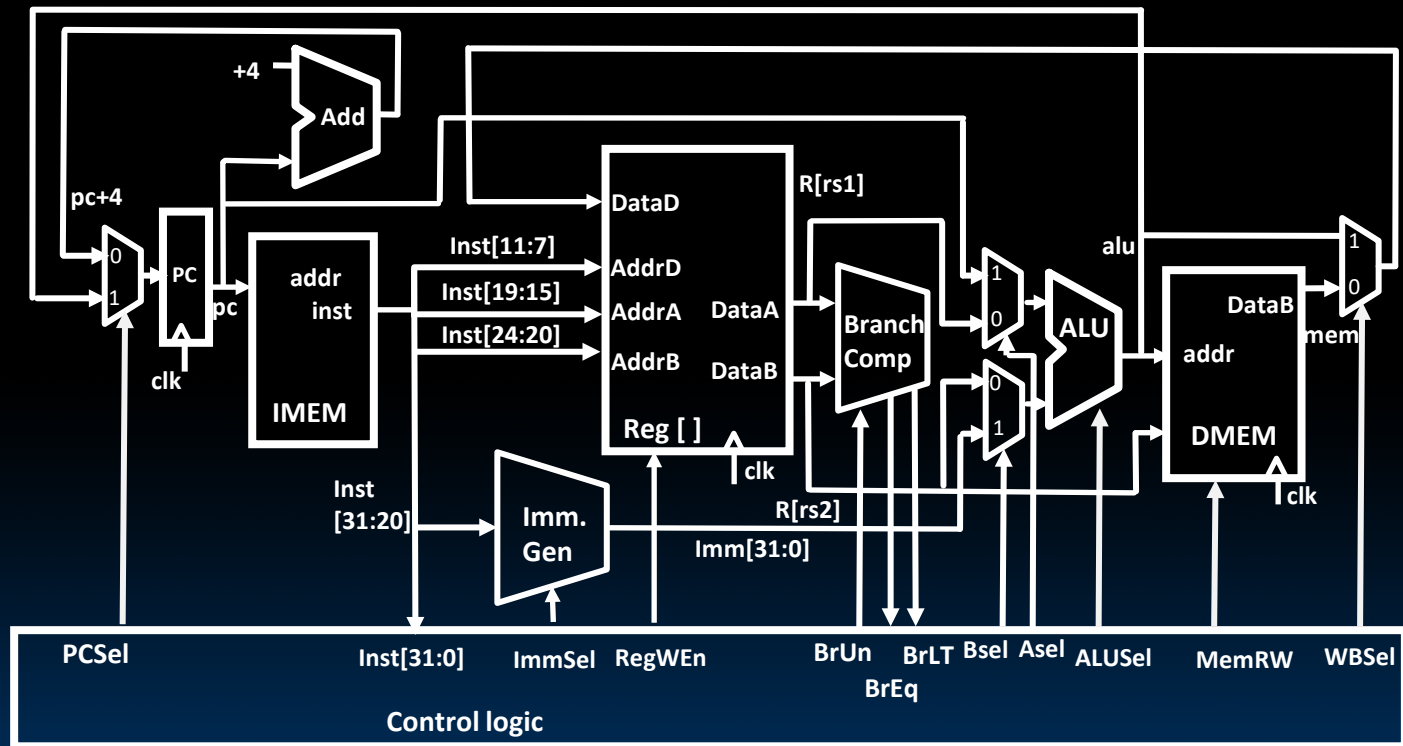 +4
Add
pc+4
0
1
PC
pc
clk
addr
inst
IMEM
Inst[11:7]
Inst[19:15]
Inst[24:20]
Inst
[31:20]
DataD
AddrD
AddrA
AddrB
DataA
DataB
Reg [ ]
clk
Imm.
Gen
Imm[31:0]
R[rs1]
R[rs2]
Branch
Comp
1
0
0
1
ALU
alu
addr
DataB
DMEM
clk
mem
1
0
PCSel
Inst[31:0]
ImmSel
RegWEn
BrUn
BrEq
BrLT
Bsel
Asel
ALUSel
MemRW
WBSel
Control logic